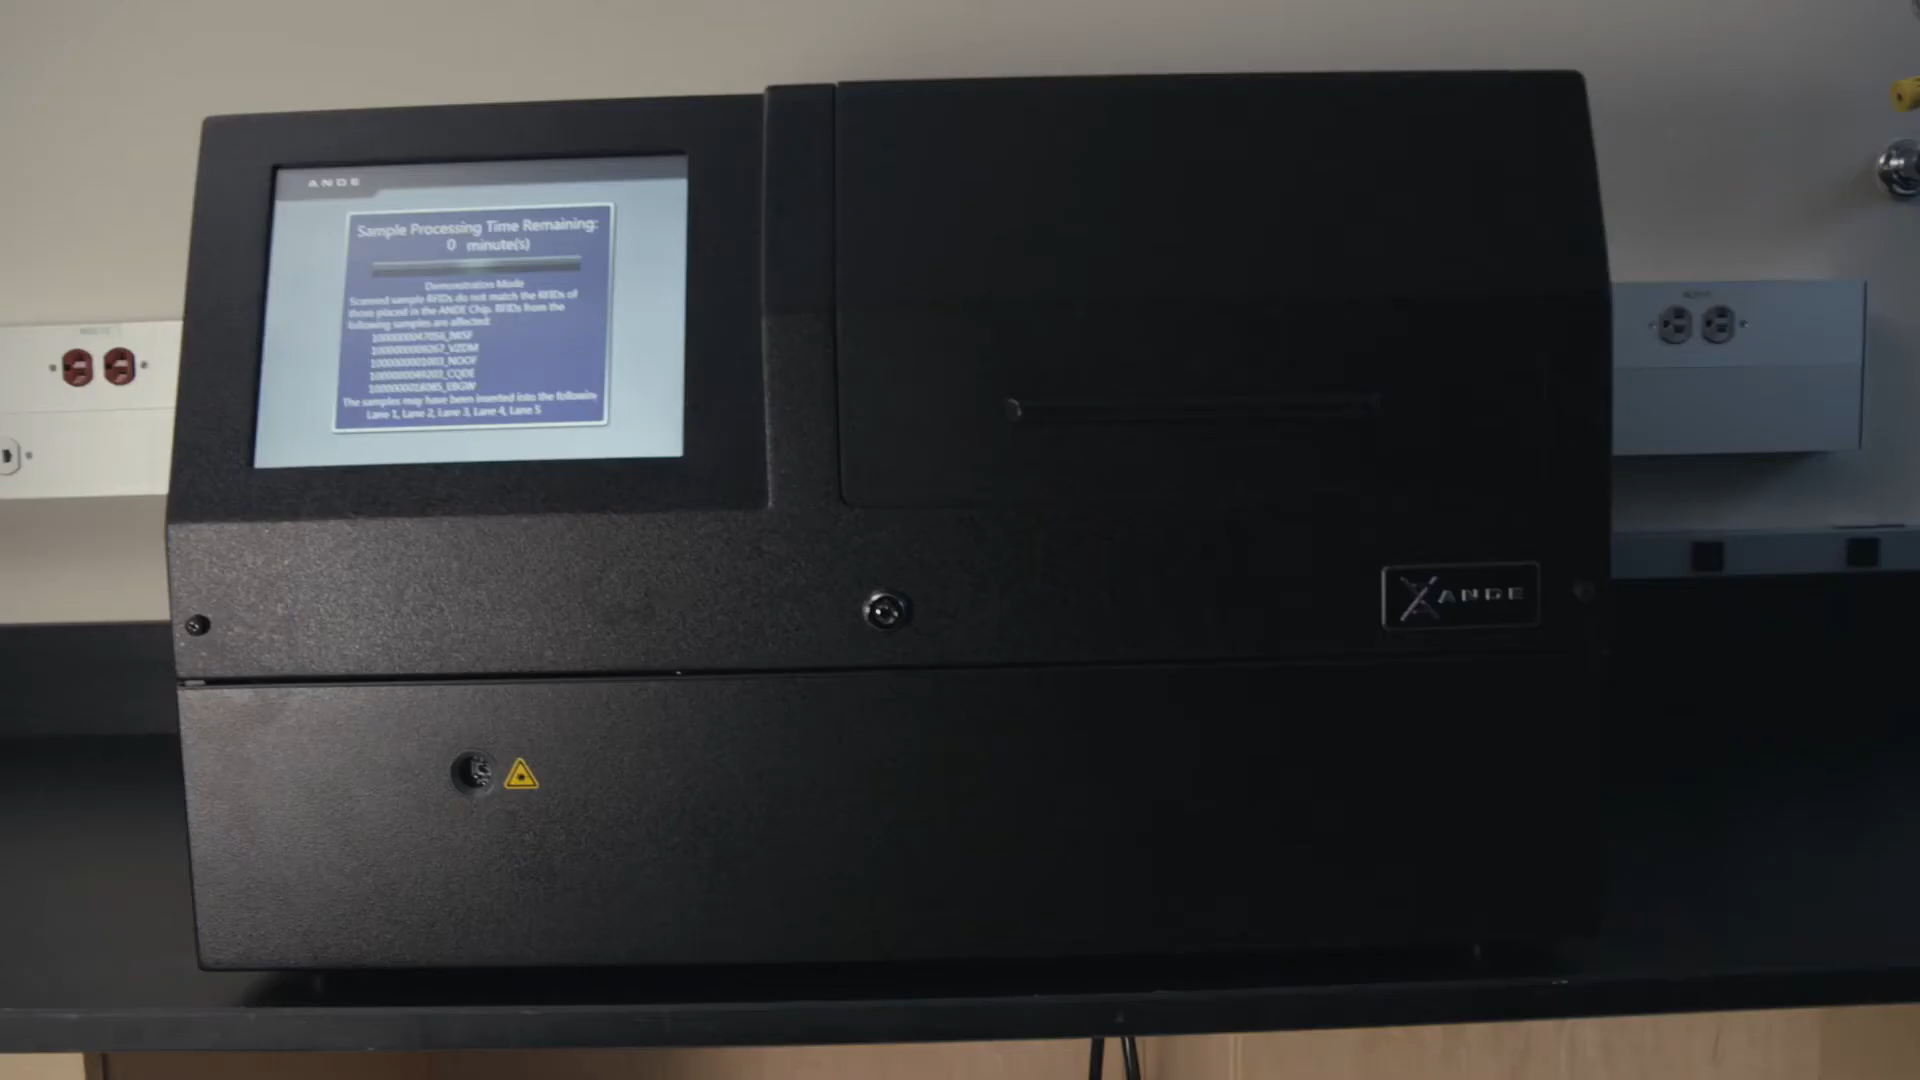 ANDE
Sample Processing Time Remaining:
0 minute(s)
Demonstration Mode
Scanned sample RFIDs do not match the RFIDs of
those placed in the ANDE Chip. RFIDs from the
following samples are affected:
The samples may have been inserted into the following
Lane 1, Lane 2, Lane 3, Lane 4, Lane 5
ANDE